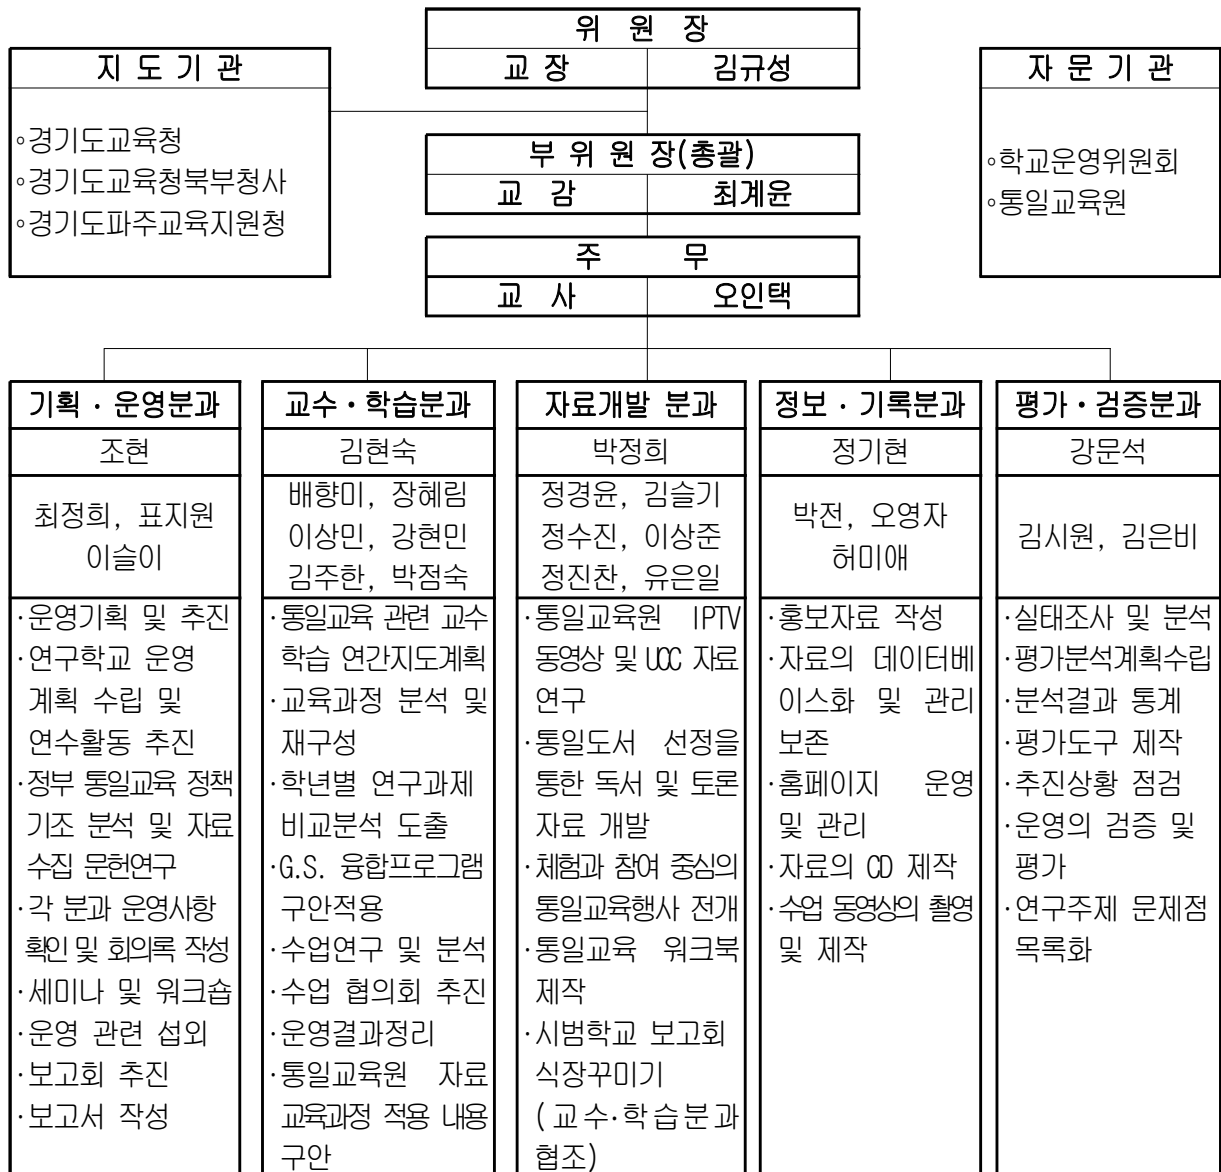 위 원 장
교 장 김규성
지 도 기 관
◦경기도교육청
◦경기도교육청북부청사
◦경기도파주교육지원청
자 문 기 관
◦학교운영위원회
◦통일교육원
부 위 원 장(총괄)
교 감 최계윤
주 무
교 사 오인택
기획·운영분과
조현
최정희, 표지원
이슬이
·운영기획 및 추진
·연구학교 운영
계획 수립 및
연수활동 추진
·정부 통일교육 정책
기조 분석 및 자료
수집 문헌연구
·각 분과 운영사항
확인 및 회의록 작성
·세미나 및 워크숍
·운영 관련 섭외
·보고회 추진
·보고서 작성
교수·학습분과
김현숙
배향미, 장혜림
이상민, 강현민
김주한, 박점숙
·통일교육 관련 교수
학습 연간지도계획
·교육과정 분석 및
재구성
·학년별 연구과제
비교분석 도출
·G.S. 융합프로그램
구안적용
·수업연구 및 분석
·수업 협의회 추진
·운영결과정리
·통일교육원 자료
교육과정 적용 내용
구안
자료개발 분과
박정희
정경윤, 김슬기
정수진, 이상준
정진찬, 유은일
·통일교육원 IPTV
동영상 및 UCC 자료
연구
·통일도서 선정을
통한 독서 및 토론
자료 개발
·체험과 참여 중심의
통일교육행사 전개
·통일교육 워크북
제작
·시범학교 보고회
식장꾸미기
(교수·학습분과
협조)
정보·기록분과
정기현
박전, 오영자
허미애
·홍보자료 작성
·자료의 데이터베
이스화 및 관리
보존
·홈페이지 운영
및 관리
·자료의 CD 제작
·수업 동영상의 촬영
및 제작
평가·검증분과
강문석
김시원, 김은비
·실태조사 및 분석
·평가분석계획수립
·분석결과 통계
·평가도구 제작
·추진상황 점검
·운영의 검증 및
평가
·연구주제 문제점
목록화